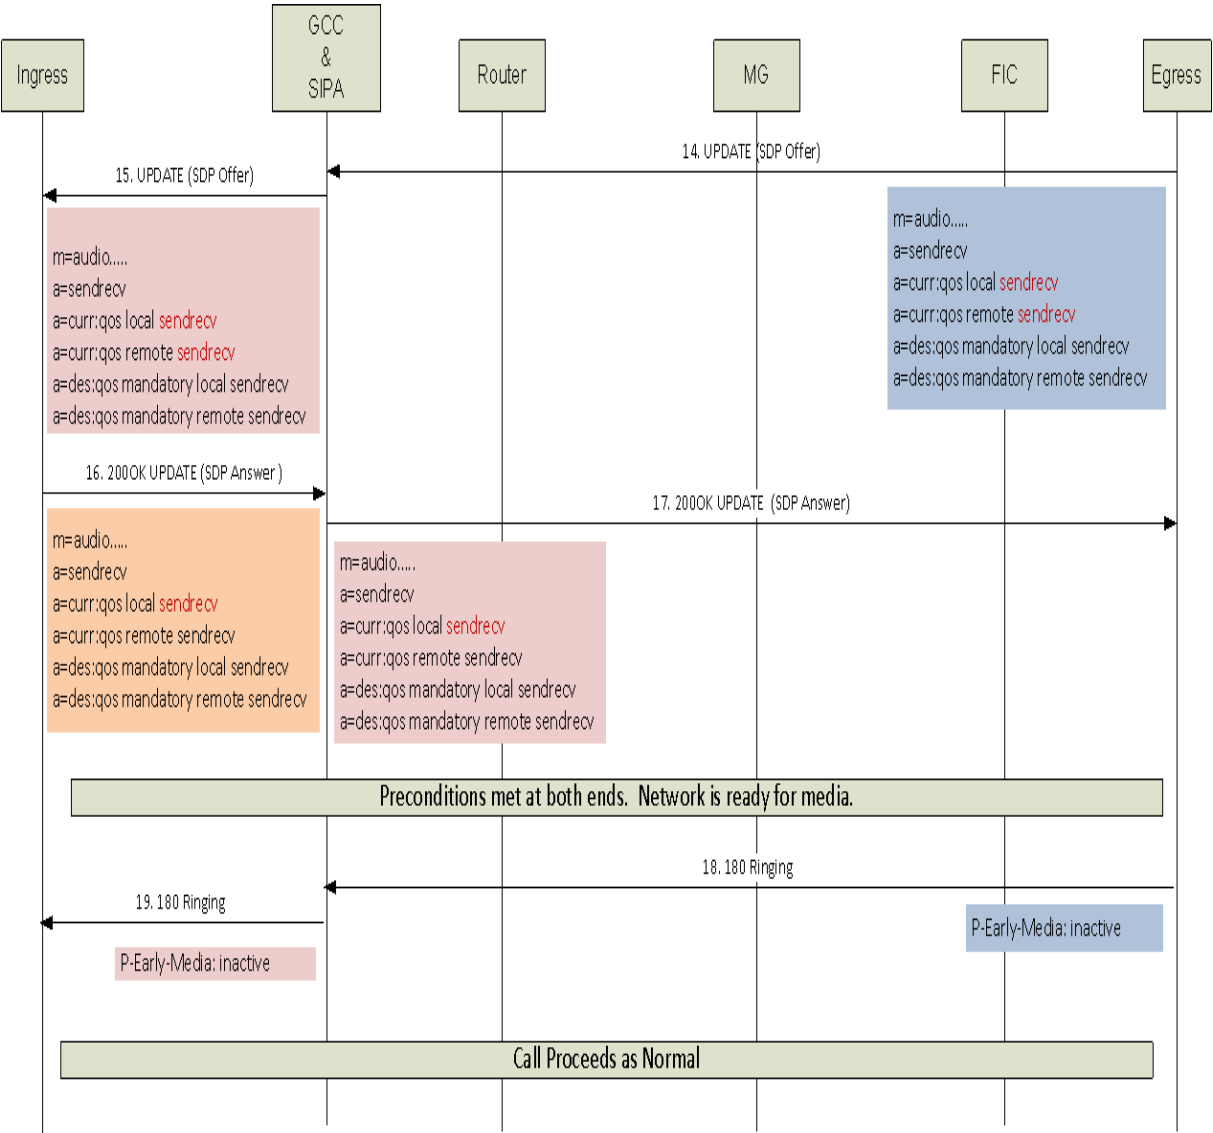 Ingress
GCC
&
SIPA
Router
MG
FIC
Egress
14. UPDATE (SDP Offer)
15. UPDATE (SDP Offer)
m=audio.....
a=sendrecv
a=curr:qos local sendrecv
a=curr:qos remote sendrecv
a=des:qos mandatory local sendrecv
a=des:qos mandatory remote sendrecv
m=audio.....
a=sendrecv
a=curr:qos local sendrecv
a=curr:qos remote sendrecv
a=des:qos mandatory local sendrecv
a=des:qos mandatory remote sendrecv
16. 200OK UPDATE (SDP Answer )
17. 200OK UPDATE (SDP Answer)
m=audio.....
a=sendrecv
a=curr:qos local sendrecv
a=curr:qos remote sendrecv
a=des:qos mandatory local sendrecv
a=des:qos mandatory remote sendrecv
m=audio.....
a=sendrecv
a=curr:qos local sendrecv
a=curr:qos remote sendrecv
a=des:qos mandatory local sendrecv
a=des:qos mandatory remote sendrecv
Preconditions met at both ends. Network is ready for media.
18. 180 Ringing
19. 180 Ringing
P-Early-Media: inactive
P-Early-Media: inactive
Call Proceeds as Normal